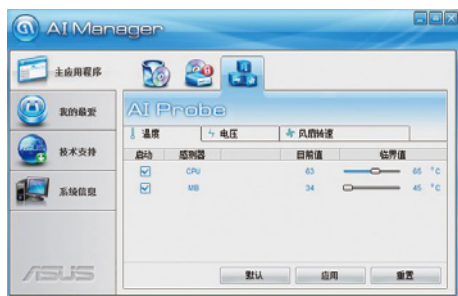 AI Manager
主应用程序
我的最爱
技术支持
系统信息
ASUS
AI Probe
温度 电压 风扇转速
启动 感测器 目前值 临界值
CPU 63 65 °C
MB 34 45 °C
默认 应用 重置